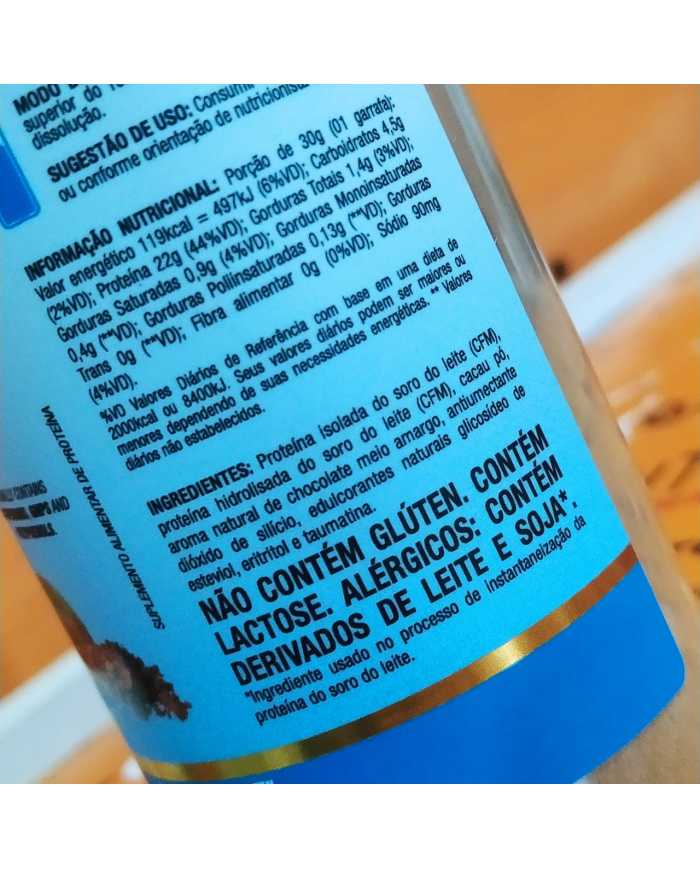 MODO
superior do
dissolução.
SUGESTÃO DE USO: Consumir
ou conforme orientação de nutricionista
INFORMAÇÃO NUTRICIONAL: Porção de 30g (01 garrafa):
Valor energético 119kcal = 497kJ (6%VD); Carboidratos 4,5g
(2%VD); Proteína 22g (44%VD); Gorduras Totais 1,4g (3%VD);
Gorduras Saturadas 0,9g (4%VD); Gorduras Monoinsaturadas
0,4g (**VD); Gorduras Poliinsaturadas 0,13g (**VD); Gorduras
Trans 0g (**VD); Fibra alimentar 0g (0%VD); Sódio 90mg
(4%VD).
%VD Valores Diários de Referência com base em uma dieta de
2000kcal ou 8400kJ. Seus valores diários podem ser maiores ou
menores dependendo de suas necessidades energéticas. ** Valores
diários não estabelecidos.
INGREDIENTES: Proteína isolada do soro do leite (CFM),
proteína hidrolisada do soro do leite (CFM), cacau pó,
aroma natural de chocolate meio amargo, antiumectante
dióxido de silício, edulcorantes naturais glicosídeo de
esteviol, eritritol e taumatina.
NÃO CONTÉM GLÚTEN. CONTÉM
LACTOSE. ALÉRGICOS: CONTÉM
DERIVADOS DE LEITE E SOJA*.
*Ingrediente usado no processo de instantaneização da
proteína do soro do leite.
SUPLEMENTO ALIMENTAR DE PROTEÍNA
CONTAINS
AND